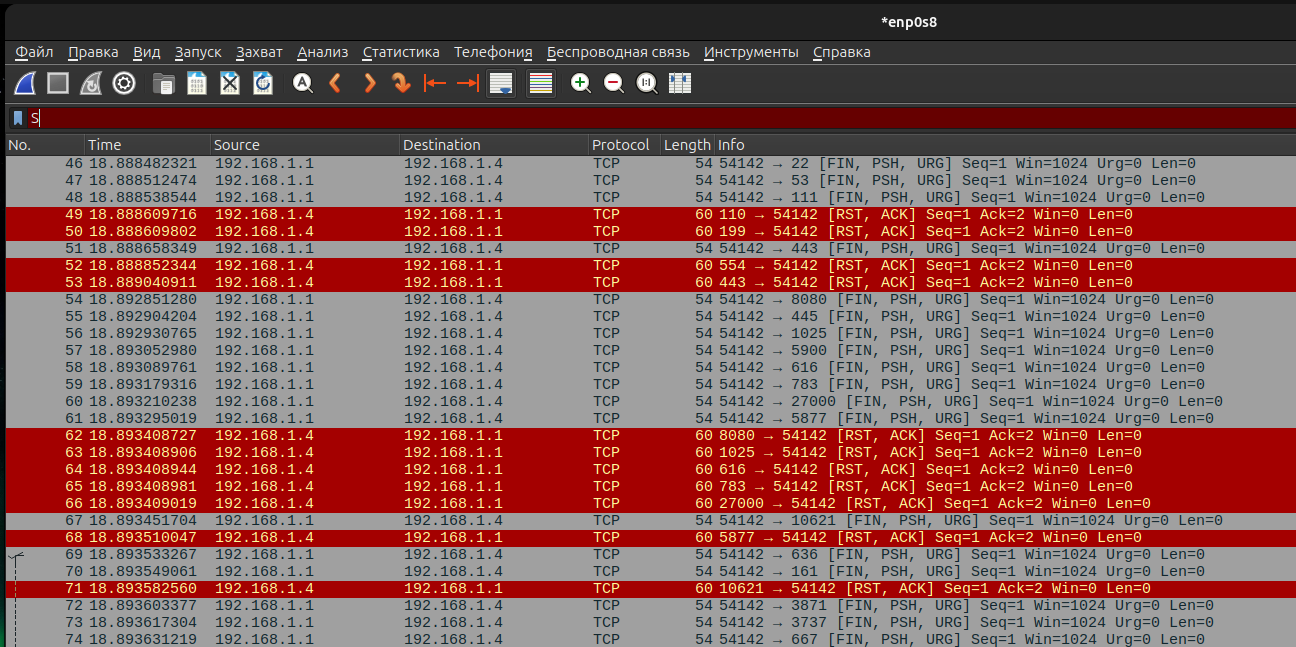 *enp0s8
Файл Правка Вид Запуск Захват Анализ Статистика Телефония Беспроводная связь Инструменты Справка
S
No. Time Source Destination Protocol Length Info
46 18.888482321 192.168.1.1 192.168.1.4 TCP 54 54142 → 22 [FIN, PSH, URG] Seq=1 Win=1024 Urg=0 Len=0
47 18.888512474 192.168.1.1 192.168.1.4 TCP 54 54142 → 53 [FIN, PSH, URG] Seq=1 Win=1024 Urg=0 Len=0
48 18.888538544 192.168.1.1 192.168.1.4 TCP 54 54142 → 111 [FIN, PSH, URG] Seq=1 Win=1024 Urg=0 Len=0
49 18.888609716 192.168.1.4 192.168.1.1 TCP 60 110 → 54142 [RST, ACK] Seq=1 Ack=2 Win=0 Len=0
50 18.888609802 192.168.1.4 192.168.1.1 TCP 60 199 → 54142 [RST, ACK] Seq=1 Ack=2 Win=0 Len=0
51 18.888658349 192.168.1.1 192.168.1.4 TCP 54 54142 → 443 [FIN, PSH, URG] Seq=1 Win=1024 Urg=0 Len=0
52 18.888852344 192.168.1.4 192.168.1.1 TCP 60 554 → 54142 [RST, ACK] Seq=1 Ack=2 Win=0 Len=0
53 18.889040911 192.168.1.4 192.168.1.1 TCP 60 443 → 54142 [RST, ACK] Seq=1 Ack=2 Win=0 Len=0
54 18.892851280 192.168.1.1 192.168.1.4 TCP 54 54142 → 8080 [FIN, PSH, URG] Seq=1 Win=1024 Urg=0 Len=0
55 18.892904204 192.168.1.1 192.168.1.4 TCP 54 54142 → 445 [FIN, PSH, URG] Seq=1 Win=1024 Urg=0 Len=0
56 18.892930765 192.168.1.1 192.168.1.4 TCP 54 54142 → 1025 [FIN, PSH, URG] Seq=1 Win=1024 Urg=0 Len=0
57 18.893052980 192.168.1.1 192.168.1.4 TCP 54 54142 → 5900 [FIN, PSH, URG] Seq=1 Win=1024 Urg=0 Len=0
58 18.893089761 192.168.1.1 192.168.1.4 TCP 54 54142 → 616 [FIN, PSH, URG] Seq=1 Win=1024 Urg=0 Len=0
59 18.893179316 192.168.1.1 192.168.1.4 TCP 54 54142 → 783 [FIN, PSH, URG] Seq=1 Win=1024 Urg=0 Len=0
60 18.893210238 192.168.1.1 192.168.1.4 TCP 54 54142 → 27000 [FIN, PSH, URG] Seq=1 Win=1024 Urg=0 Len=0
61 18.893295019 192.168.1.1 192.168.1.4 TCP 54 54142 → 5877 [FIN, PSH, URG] Seq=1 Win=1024 Urg=0 Len=0
62 18.893408727 192.168.1.4 192.168.1.1 TCP 60 8080 → 54142 [RST, ACK] Seq=1 Ack=2 Win=0 Len=0
63 18.893408906 192.168.1.4 192.168.1.1 TCP 60 1025 → 54142 [RST, ACK] Seq=1 Ack=2 Win=0 Len=0
64 18.893408944 192.168.1.4 192.168.1.1 TCP 60 616 → 54142 [RST, ACK] Seq=1 Ack=2 Win=0 Len=0
65 18.893408981 192.168.1.4 192.168.1.1 TCP 60 783 → 54142 [RST, ACK] Seq=1 Ack=2 Win=0 Len=0
66 18.893409019 192.168.1.4 192.168.1.1 TCP 60 27000 → 54142 [RST, ACK] Seq=1 Ack=2 Win=0 Len=0
67 18.893451704 192.168.1.1 192.168.1.4 TCP 54 54142 → 10621 [FIN, PSH, URG] Seq=1 Win=1024 Urg=0 Len=0
68 18.893510047 192.168.1.4 192.168.1.1 TCP 60 5877 → 54142 [RST, ACK] Seq=1 Ack=2 Win=0 Len=0
69 18.893533267 192.168.1.1 192.168.1.4 TCP 54 54142 → 636 [FIN, PSH, URG] Seq=1 Win=1024 Urg=0 Len=0
70 18.893549061 192.168.1.1 192.168.1.4 TCP 54 54142 → 161 [FIN, PSH, URG] Seq=1 Win=1024 Urg=0 Len=0
71 18.893582560 192.168.1.4 192.168.1.1 TCP 60 10621 → 54142 [RST, ACK] Seq=1 Ack=2 Win=0 Len=0
72 18.893603377 192.168.1.1 192.168.1.4 TCP 54 54142 → 3871 [FIN, PSH, URG] Seq=1 Win=1024 Urg=0 Len=0
73 18.893617304 192.168.1.1 192.168.1.4 TCP 54 54142 → 3737 [FIN, PSH, URG] Seq=1 Win=1024 Urg=0 Len=0
74 18.893631219 192.168.1.1 192.168.1.4 TCP 54 54142 → 667 [FIN, PSH, URG] Seq=1 Win=1024 Urg=0 Len=0